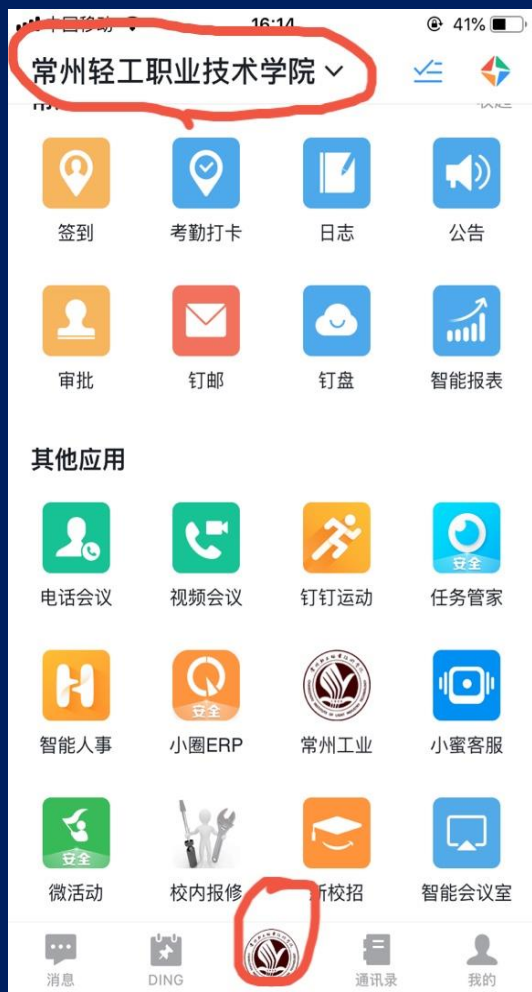 16:14
41%
常州轻工职业技术学院
签到 考勤打卡 日志 公告
审批 钉邮 钉盘 智能报表
其他应用
安全
电话会议 视频会议 钉钉运动 任务管家
安全
智能人事 小圈ERP 常州工业 小蜜客服
安全
微活动 校内报修 新校招 智能会议室
消息 DING 通讯录 我的